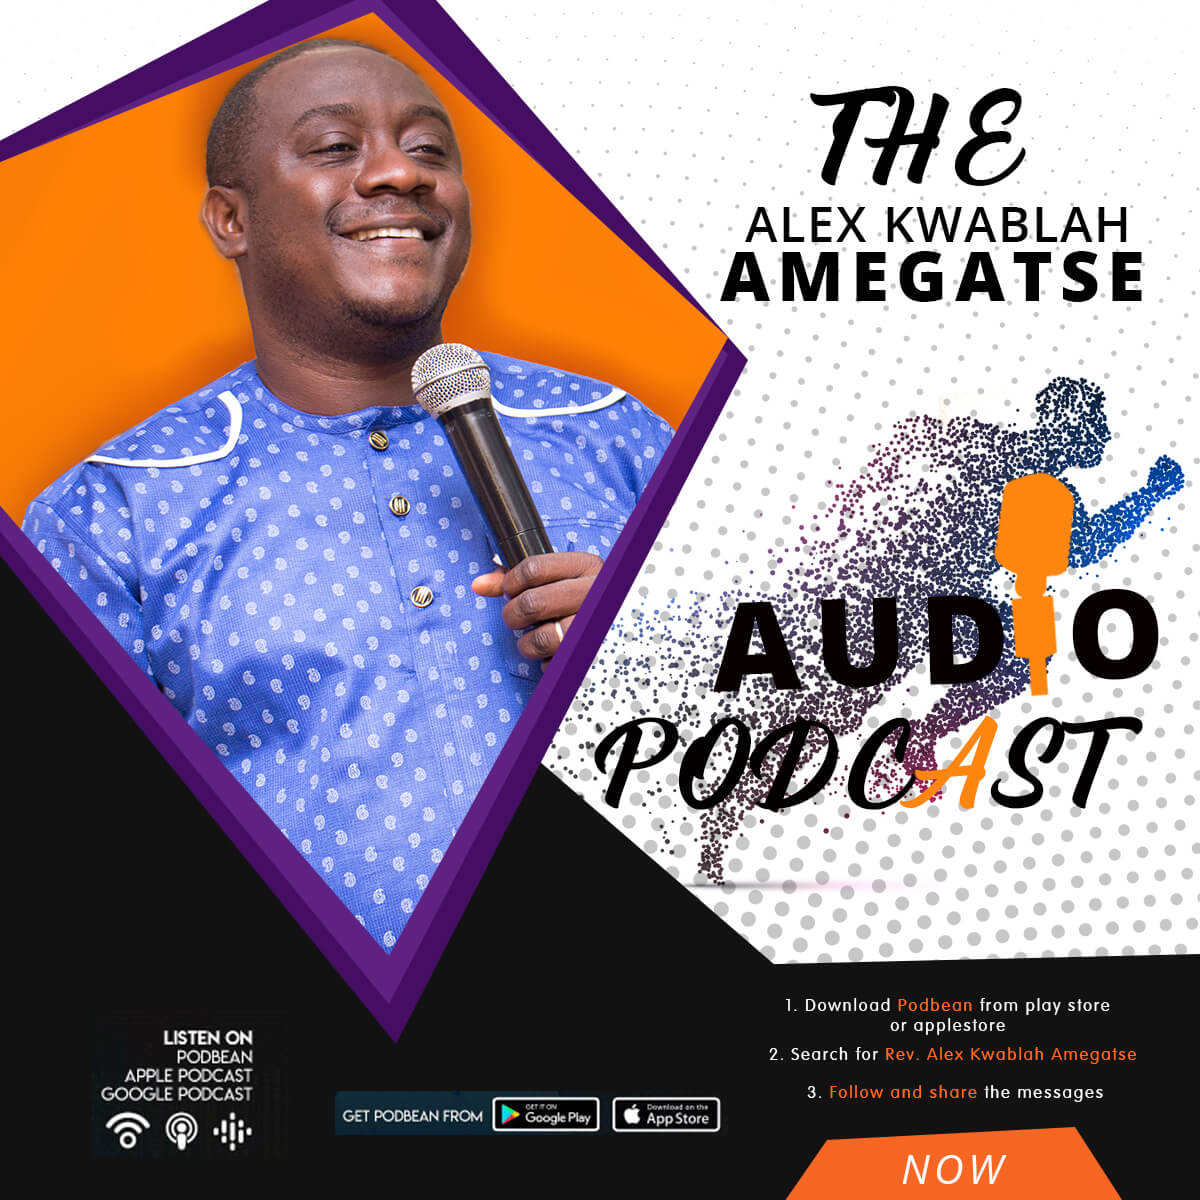 THE
ALEX KWABLAH
AMEGATSE
AUDIO
PODCAST
1. Download Podbean from play store
or applestore
2. Search for Rev. Alex Kwablah Amegatse
3. Follow and share the messages
NOW
LISTEN ON
PODBEAN
APPLE PODCAST
GOOGLE PODCAST
GET PODBEAN FROM
GET IT ON
Google Play
Download on the
App Store